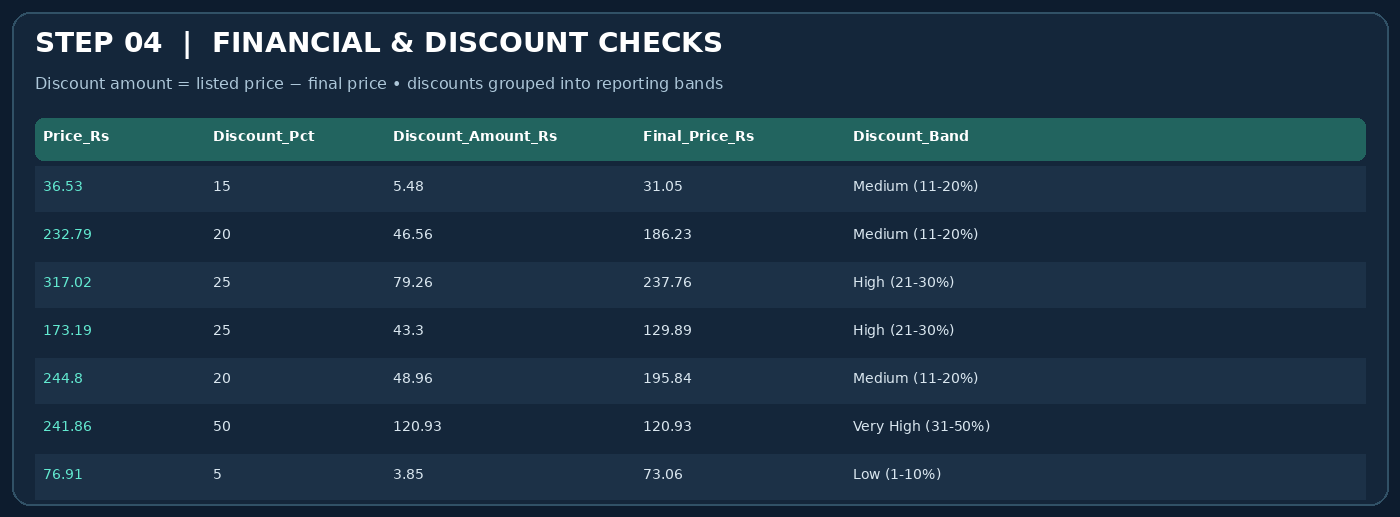 STEP 04 | FINANCIAL & DISCOUNT CHECKS
Discount amount = listed price − final price • discounts grouped into reporting bands
Price_Rs Discount_Pct Discount_Amount_Rs Final_Price_Rs Discount_Band
36.53 15 5.48 31.05 Medium (11-20%)
232.79 20 46.56 186.23 Medium (11-20%)
317.02 25 79.26 237.76 High (21-30%)
173.19 25 43.3 129.89 High (21-30%)
244.8 20 48.96 195.84 Medium (11-20%)
241.86 50 120.93 120.93 Very High (31-50%)
76.91 5 3.85 73.06 Low (1-10%)